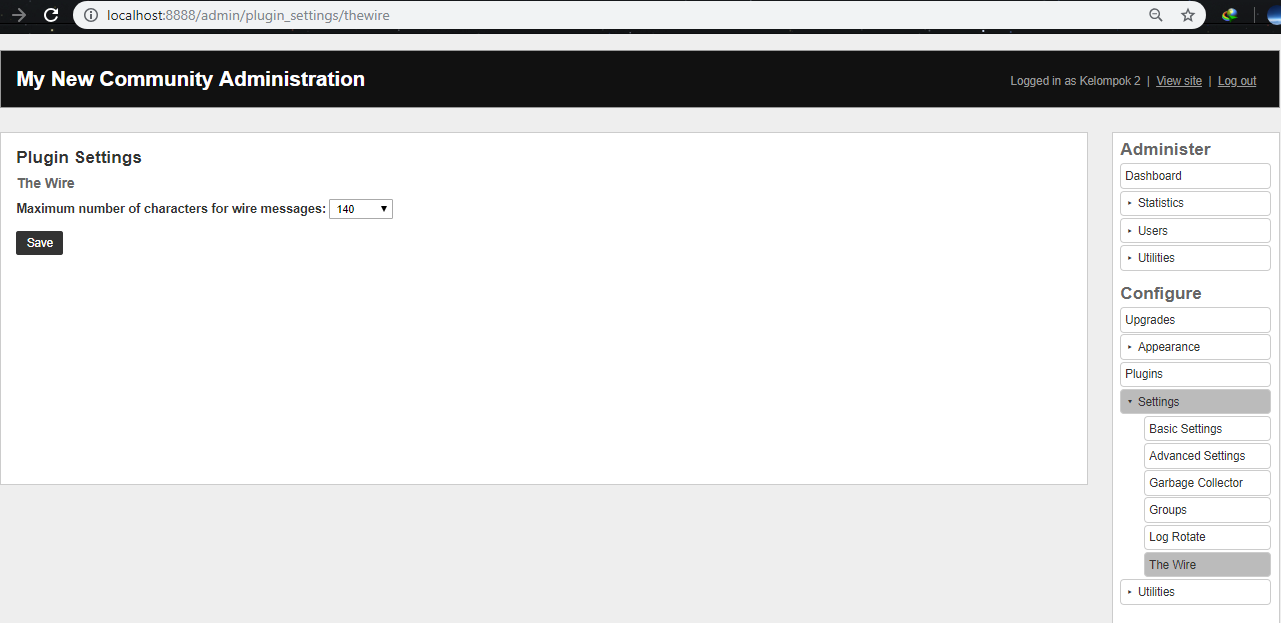 localhost:8888/admin/plugin_settings/thewire
My New Community Administration
Logged in as Kelompok 2 | View site | Log out
Plugin Settings
The Wire
Maximum number of characters for wire messages: 140
Save
Administer
Dashboard
Statistics
Users
Utilities
Configure
Upgrades
Appearance
Plugins
Settings
Basic Settings
Advanced Settings
Garbage Collector
Groups
Log Rotate
The Wire
Utilities